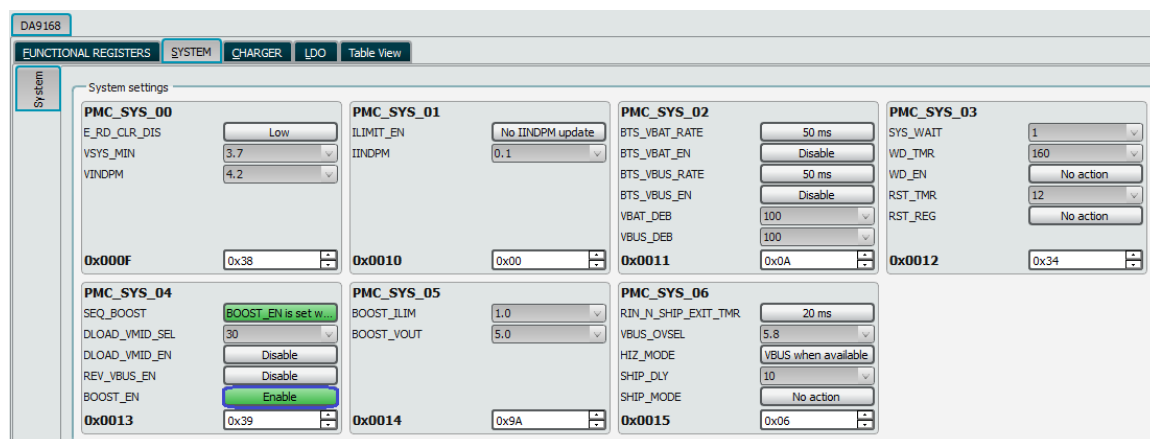 DA9168
FUNCTIONAL REGISTERS SYSTEM CHARGER LDO Table View
System
System settings
PMC_SYS_00
E_RD_CLR_DIS Low
VSYS_MIN 3.7
VINDPM 4.2
0x000F 0x38
PMC_SYS_01
ILIMIT_EN No IINDPM update
IINDPM 0.1
0x0010 0x00
PMC_SYS_02
BTS_VBAT_RATE 50 ms
BTS_VBAT_EN Disable
BTS_VBUS_RATE 50 ms
BTS_VBUS_EN Disable
VBAT_DEB 100
VBUS_DEB 100
0x0011 0x0A
PMC_SYS_03
SYS_WAIT 1
WD_TMR 160
WD_EN No action
RST_TMR 12
RST_REG No action
0x0012 0x34
PMC_SYS_04
SEQ_BOOST BOOST_EN is set w...
DLOAD_VMID_SEL 30
DLOAD_VMID_EN Disable
REV_VBUS_EN Disable
BOOST_EN Enable
0x0013 0x39
PMC_SYS_05
BOOST_ILIM 1.0
BOOST_VOUT 5.0
0x0014 0x9A
PMC_SYS_06
RIN_N_SHIP_EXIT_TMR 20 ms
VBUS_OVSEL 5.8
HIZ_MODE VBUS when available
SHIP_DLY 10
SHIP_MODE No action
0x0015 0x06